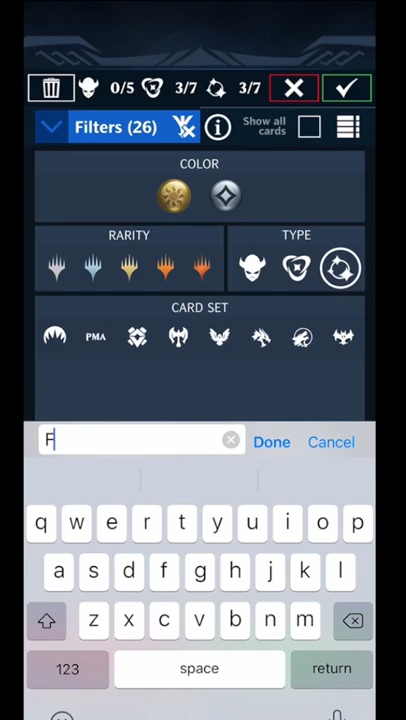 0/5 3/7 3/7
Filters (26) i Show all cards
COLOR
RARITY TYPE
CARD SET
PMA
F Done Cancel
q w e r t y u i o p
a s d f g h j k l
z x c v b n m
123 space return